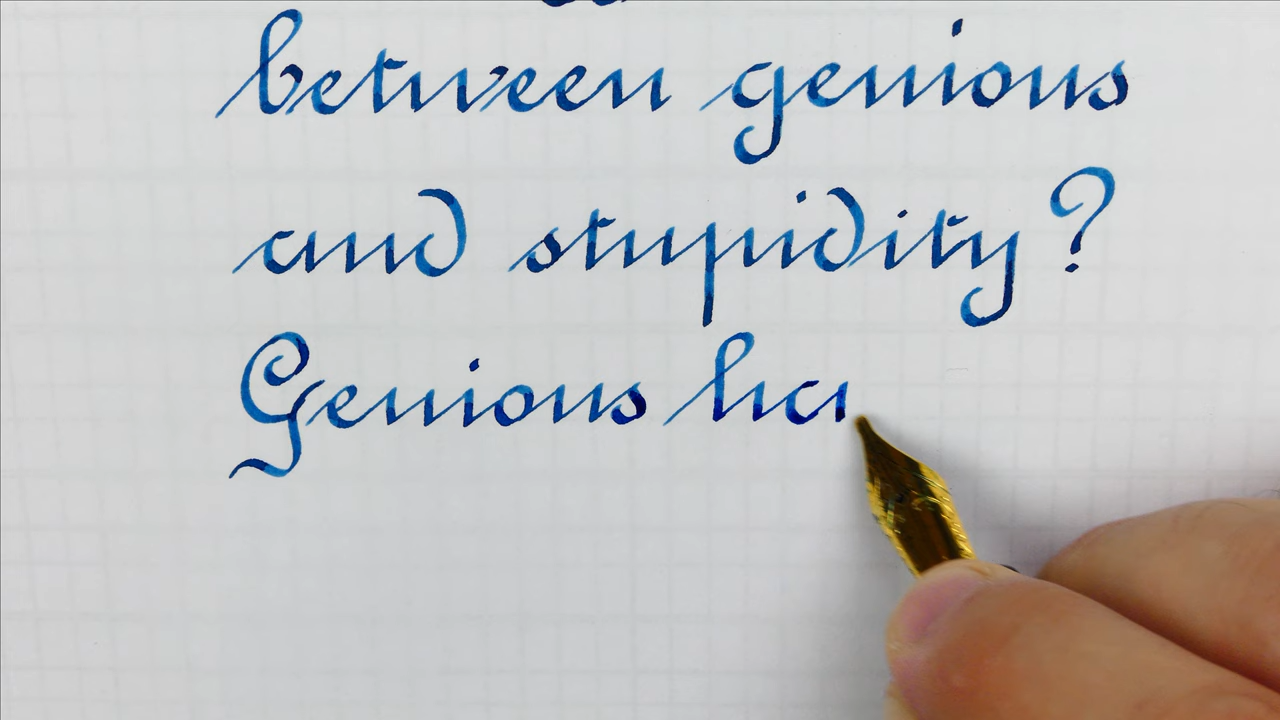 between genious
and stupidity?
Genious ha